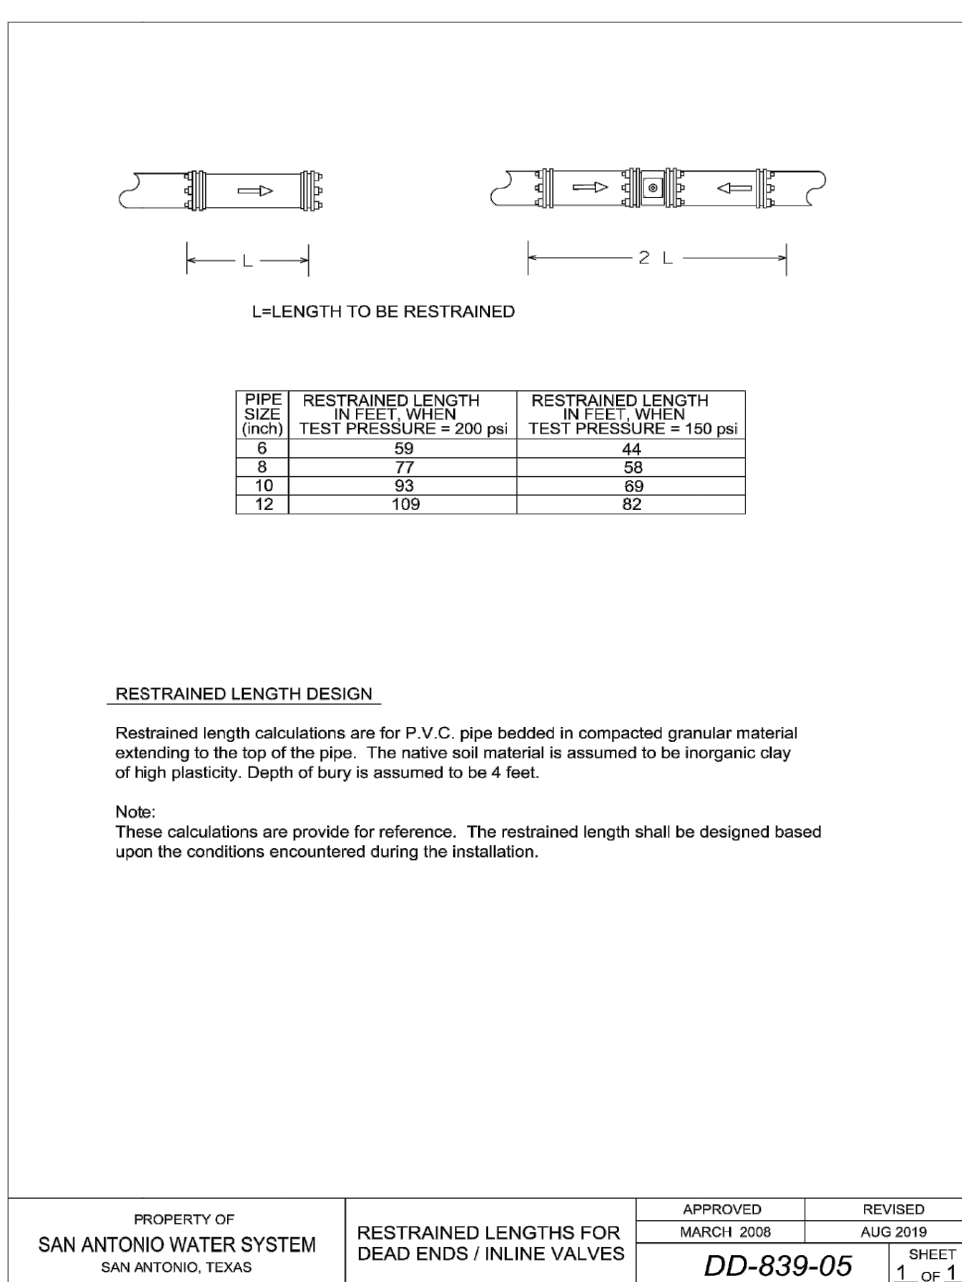 L
2 L
L=LENGTH TO BE RESTRAINED
PIPE SIZE (inch) RESTRAINED LENGTH IN FEET, WHEN TEST PRESSURE = 200 psi RESTRAINED LENGTH IN FEET, WHEN TEST PRESSURE = 150 psi
6 59 44
8 77 58
10 93 69
12 109 82
RESTRAINED LENGTH DESIGN
Restrained length calculations are for P.V.C. pipe bedded in compacted granular material
extending to the top of the pipe. The native soil material is assumed to be inorganic clay
of high plasticity. Depth of bury is assumed to be 4 feet.
Note:
These calculations are provide for reference. The restrained length shall be designed based
upon the conditions encountered during the installation.
PROPERTY OF
SAN ANTONIO WATER SYSTEM
SAN ANTONIO, TEXAS
RESTRAINED LENGTHS FOR
DEAD ENDS / INLINE VALVES
APPROVED REVISED
MARCH 2008 AUG 2019
DD-839-05
SHEET
1 OF 1